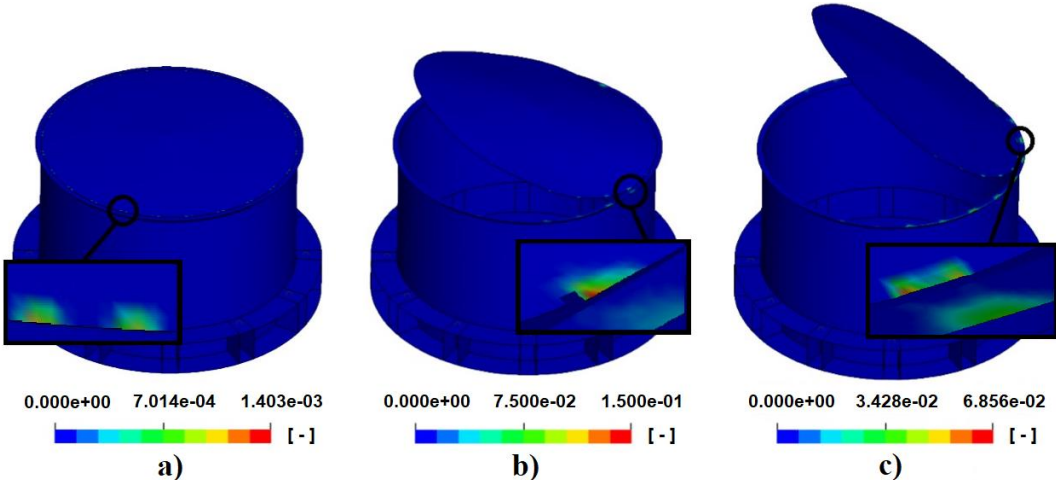 0.000e+00 7.014e-04 1.403e-03
[ - ]
a)
0.000e+00 7.500e-02 1.500e-01
[ - ]
b)
0.000e+00 3.428e-02 6.856e-02
[ - ]
c)